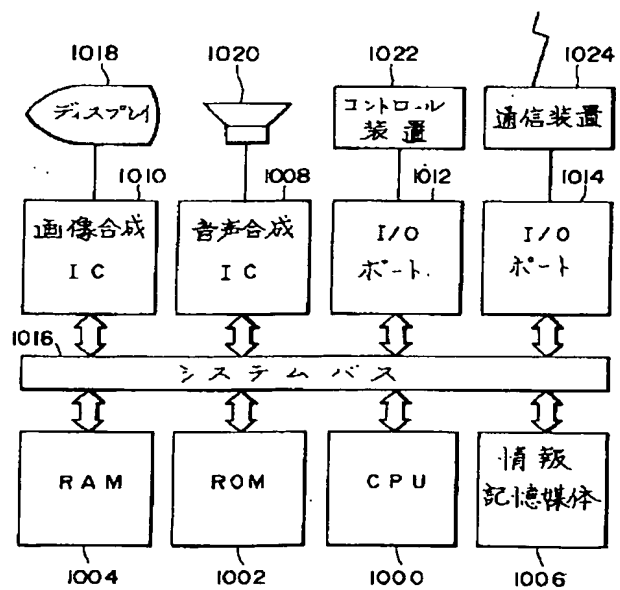 1018
1020
1022
1024
ディスプレイ
コントロール
装置
通信装置
1010
1008
1012
1014
画像合成
IC
音声合成
IC
I/O
ポート.
I/O
ポート
1016
システムバス
RAM
ROM
CPU
情報
記憶媒体
1004
1002
1000
1006